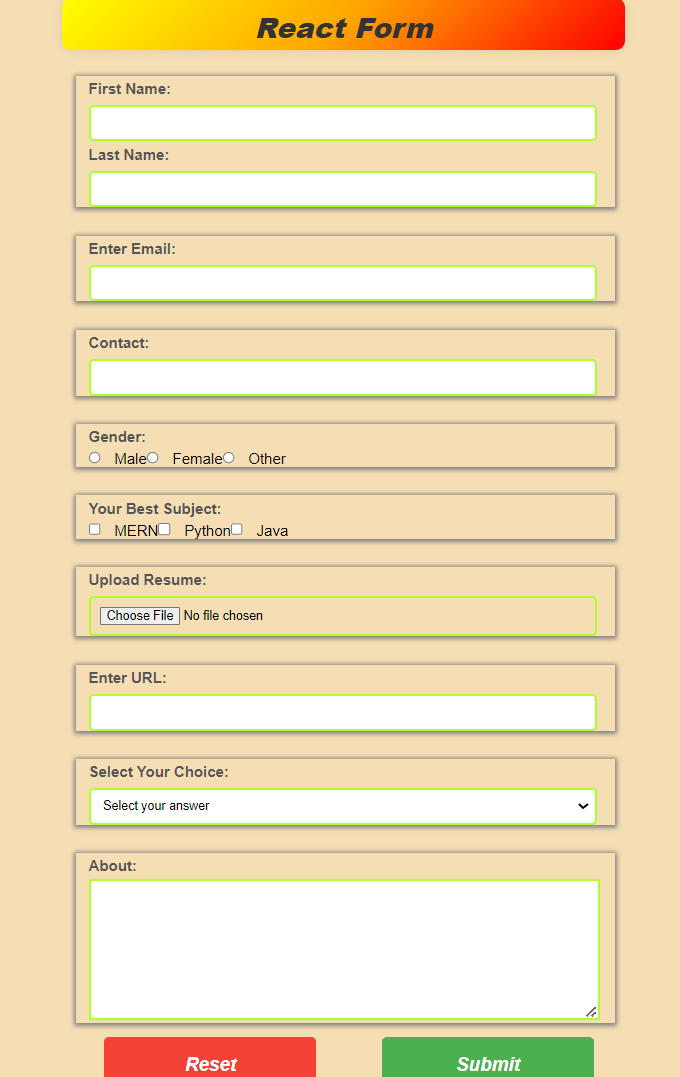 React Form
First Name:
Last Name:
Enter Email:
Contact:
Gender:
Male Female Other
Your Best Subject:
MERN Python Java
Upload Resume:
Choose File No file chosen
Enter URL:
Select Your Choice:
Select your answer
About:
Reset Submit